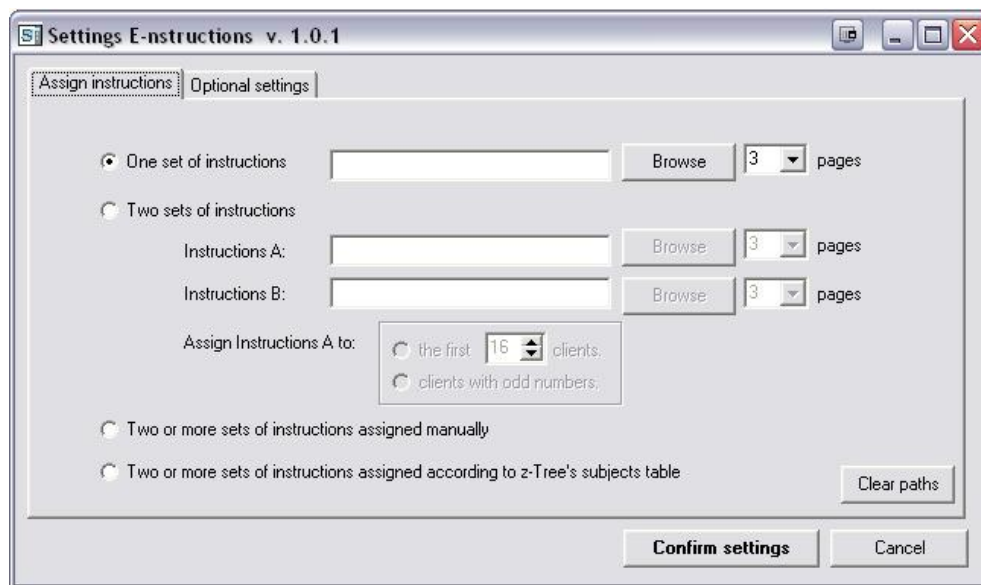 Settings E-nstructions v. 1.0.1
Assign instructions Optional settings
One set of instructions Browse 3 pages
Two sets of instructions
Instructions A: Browse 3 pages
Instructions B: Browse 3 pages
Assign Instructions A to: the first 16 clients.
clients with odd numbers.
Two or more sets of instructions assigned manually
Two or more sets of instructions assigned according to z-Tree's subjects table
Clear paths
Confirm settings Cancel